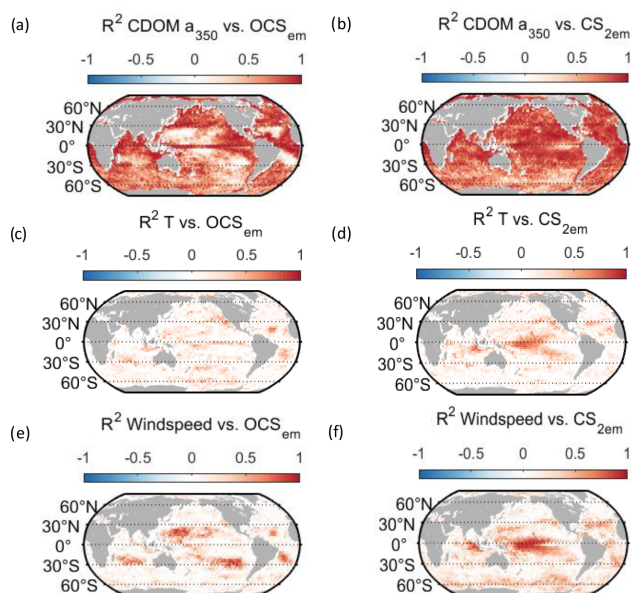 (a)
R² CDOM a₃₅₀ vs. OCSₑₘ
-1 -0.5 0 0.5 1
60°N
30°N
0°
30°S
60°S
(b)
R² CDOM a₃₅₀ vs. CS₂ₑₘ
-1 -0.5 0 0.5 1
60°N
30°N
0°
30°S
60°S
(c)
R² T vs. OCSₑₘ
-1 -0.5 0 0.5 1
60°N
30°N
0°
30°S
60°S
(d)
R² T vs. CS₂ₑₘ
-1 -0.5 0 0.5 1
60°N
30°N
0°
30°S
60°S
(e)
R² Windspeed vs. OCSₑₘ
-1 -0.5 0 0.5 1
60°N
30°N
0°
30°S
60°S
(f)
R² Windspeed vs. CS₂ₑₘ
-1 -0.5 0 0.5 1
60°N
30°N
0°
30°S
60°S